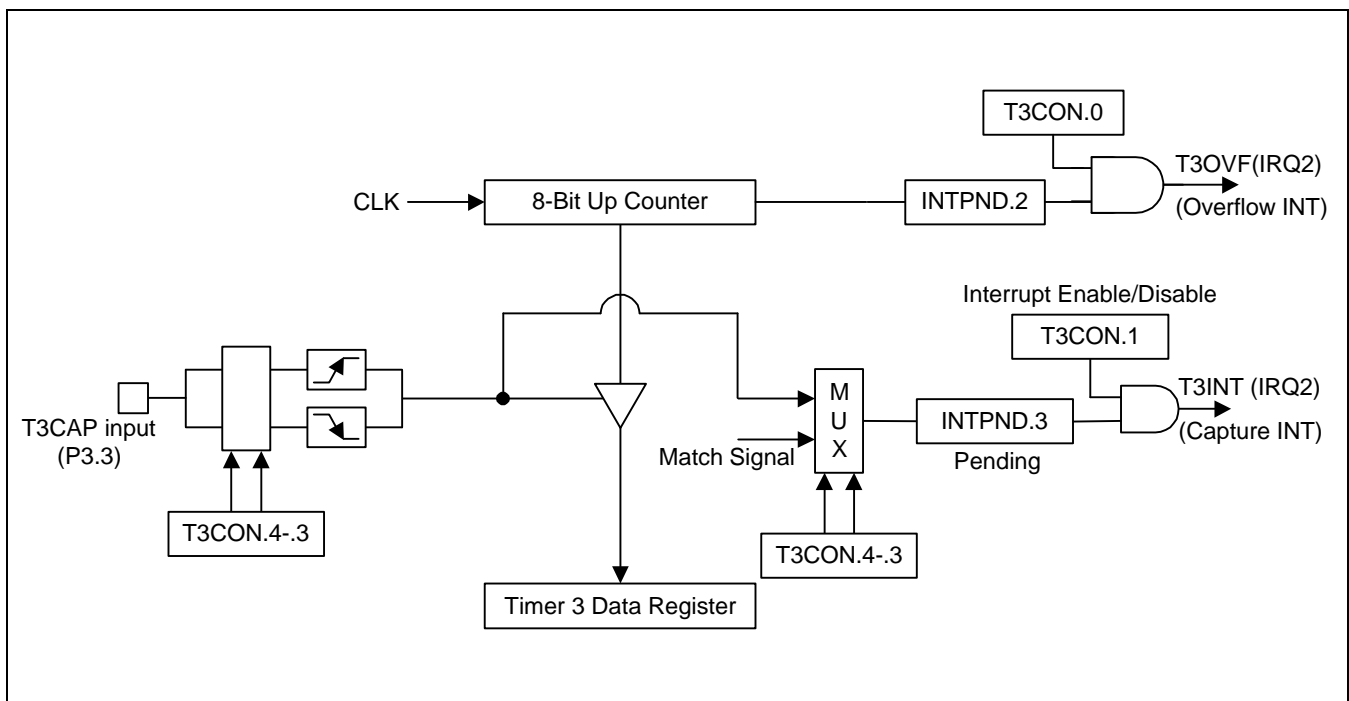 T3CON.0
CLK
8-Bit Up Counter
INTPND.2
T3OVF(IRQ2)
(Overflow INT)
Interrupt Enable/Disable
T3CON.1
T3CAP input
(P3.3)
M
U
X
Match Signal
INTPND.3
Pending
T3INT (IRQ2)
(Capture INT)
T3CON.4-.3
T3CON.4-.3
Timer 3 Data Register